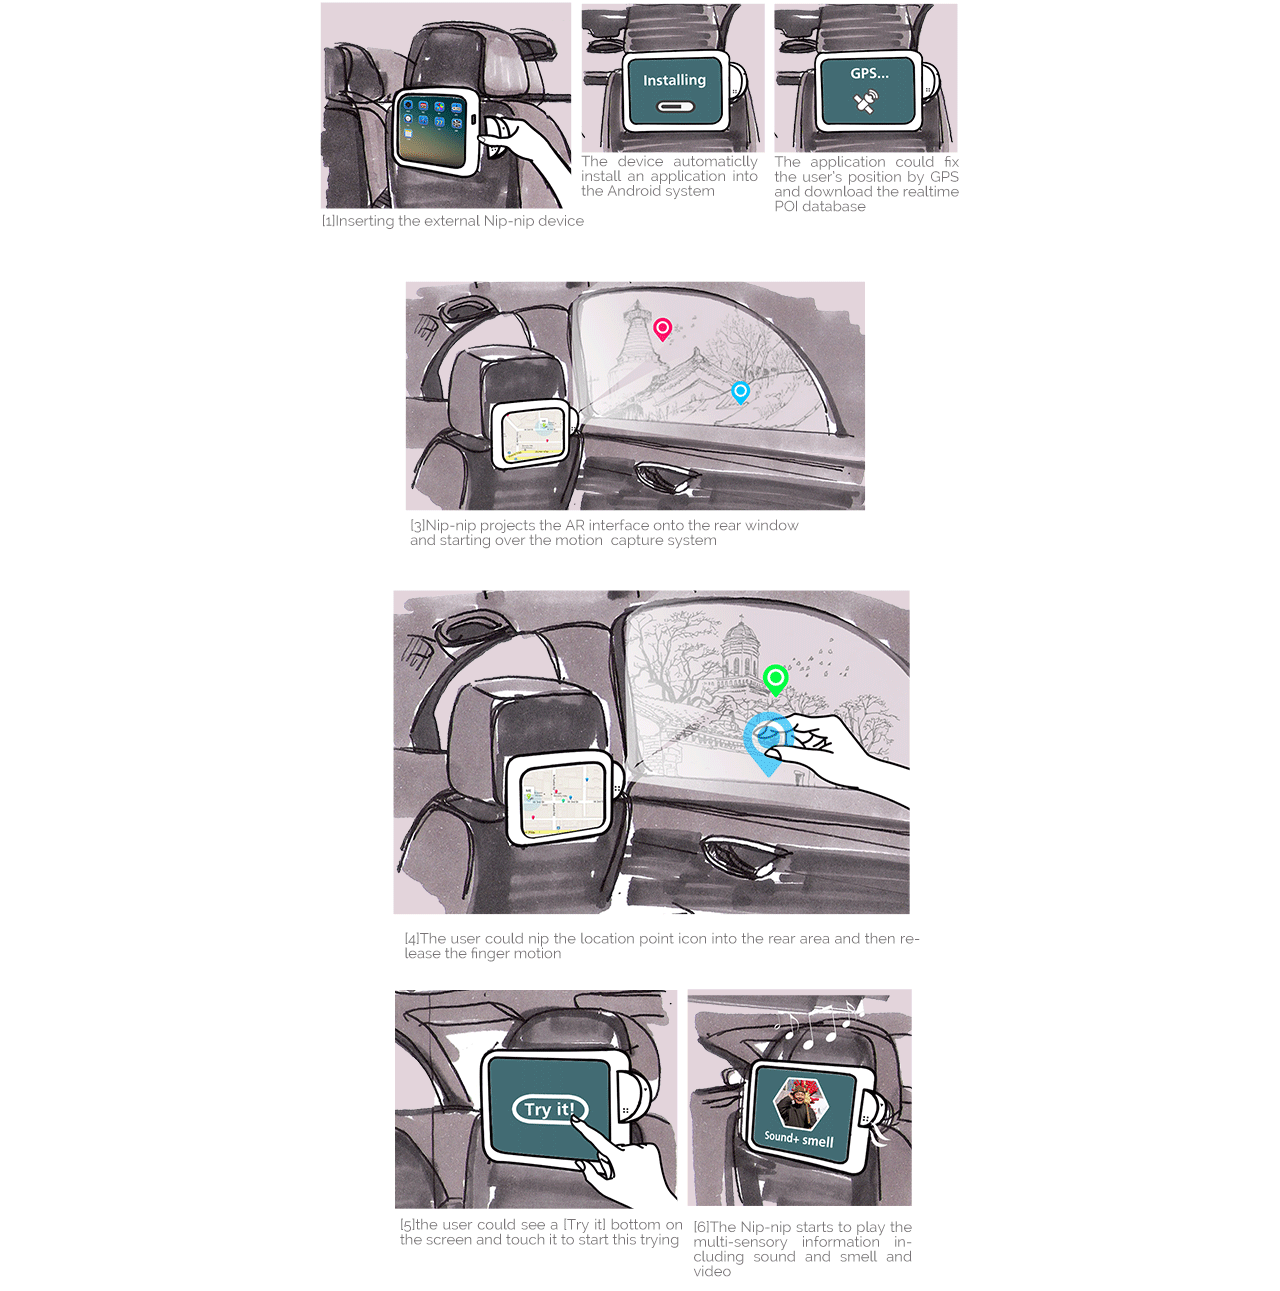 Installing
GPS...
[1]Inserting the external Nip-nip device
The device automaticlly
install an application into
the Android system
The application could fix
the user's position by GPS
and download the realtime
POI database
[3]Nip-nip projects the AR interface onto the rear window
and starting over the motion capture system
[4]The user could nip the location point icon into the rear area and then re-
lease the finger motion
Try it!
Sound+ smell
[5]the user could see a [Try it] bottom on
the screen and touch it to start this trying
[6]The Nip-nip starts to play the
multi-sensory information in-
cluding sound and smell and
video